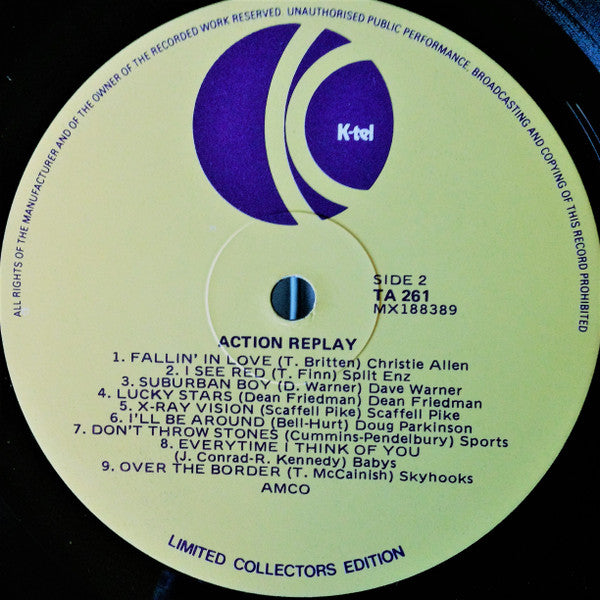 ALL RIGHTS OF THE MANUFACTURER AND OF THE OWNER OF THE RECORDED WORK RESERVED. UNAUTHORISED PUBLIC PERFORMANCE, BROADCASTING AND COPYING OF THIS RECORD PROHIBITED
K-tel
SIDE 2
TA 261
MX188389
ACTION REPLAY
1. FALLIN' IN LOVE (T. Britten) Christie Allen
2. I SEE RED (T. Finn) Split Enz
3. SUBURBAN BOY (D. Warner) Dave Warner
4. LUCKY STARS (Dean Friedman) Dean Friedman
5. X-RAY VISION (Scaffell Pike) Scaffell Pike
6. I'LL BE AROUND (Bell-Hurt) Doug Parkinson
7. DON'T THROW STONES (Cummins-Pendelbury) Sports
8. EVERYTIME I THINK OF YOU
(J. Conrad-R. Kennedy) Babys
9. OVER THE BORDER (T. McCainish) Skyhooks
AMCO
LIMITED COLLECTORS EDITION